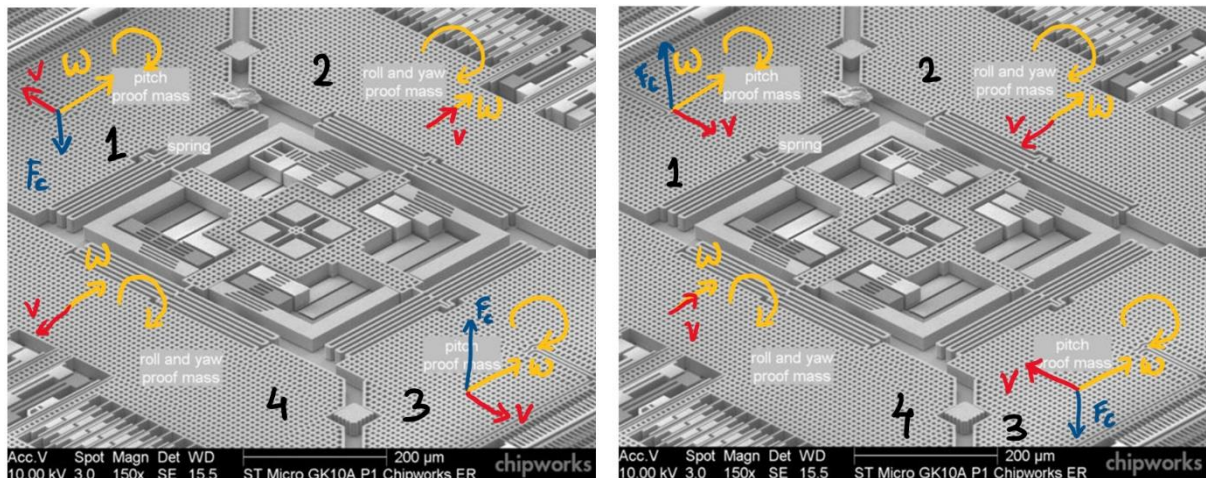 v
ω
pitch
proof mass
2
roll and yaw
proof mass
ω
v
1
Fc
spring
ω
v
roll and yaw
proof mass
4
Fc
pitch
proof mass
ω
v
3
Acc.V Spot Magn Det WD
10.00 kV 3.0 150x SE 15.5
200 µm
ST Micro GK10A P1 Chipworks ER
chipworks
Fc
ω
pitch
proof mass
v
2
roll and yaw
proof mass
ω
v
1
spring
ω
v
roll and yaw
proof mass
4
pitch
proof mass
v
ω
Fc
3
Acc.V Spot Magn Det WD
10.00 kV 3.0 150x SE 15.5
200 µm
ST Micro GK10A P1 Chipworks ER
chipworks